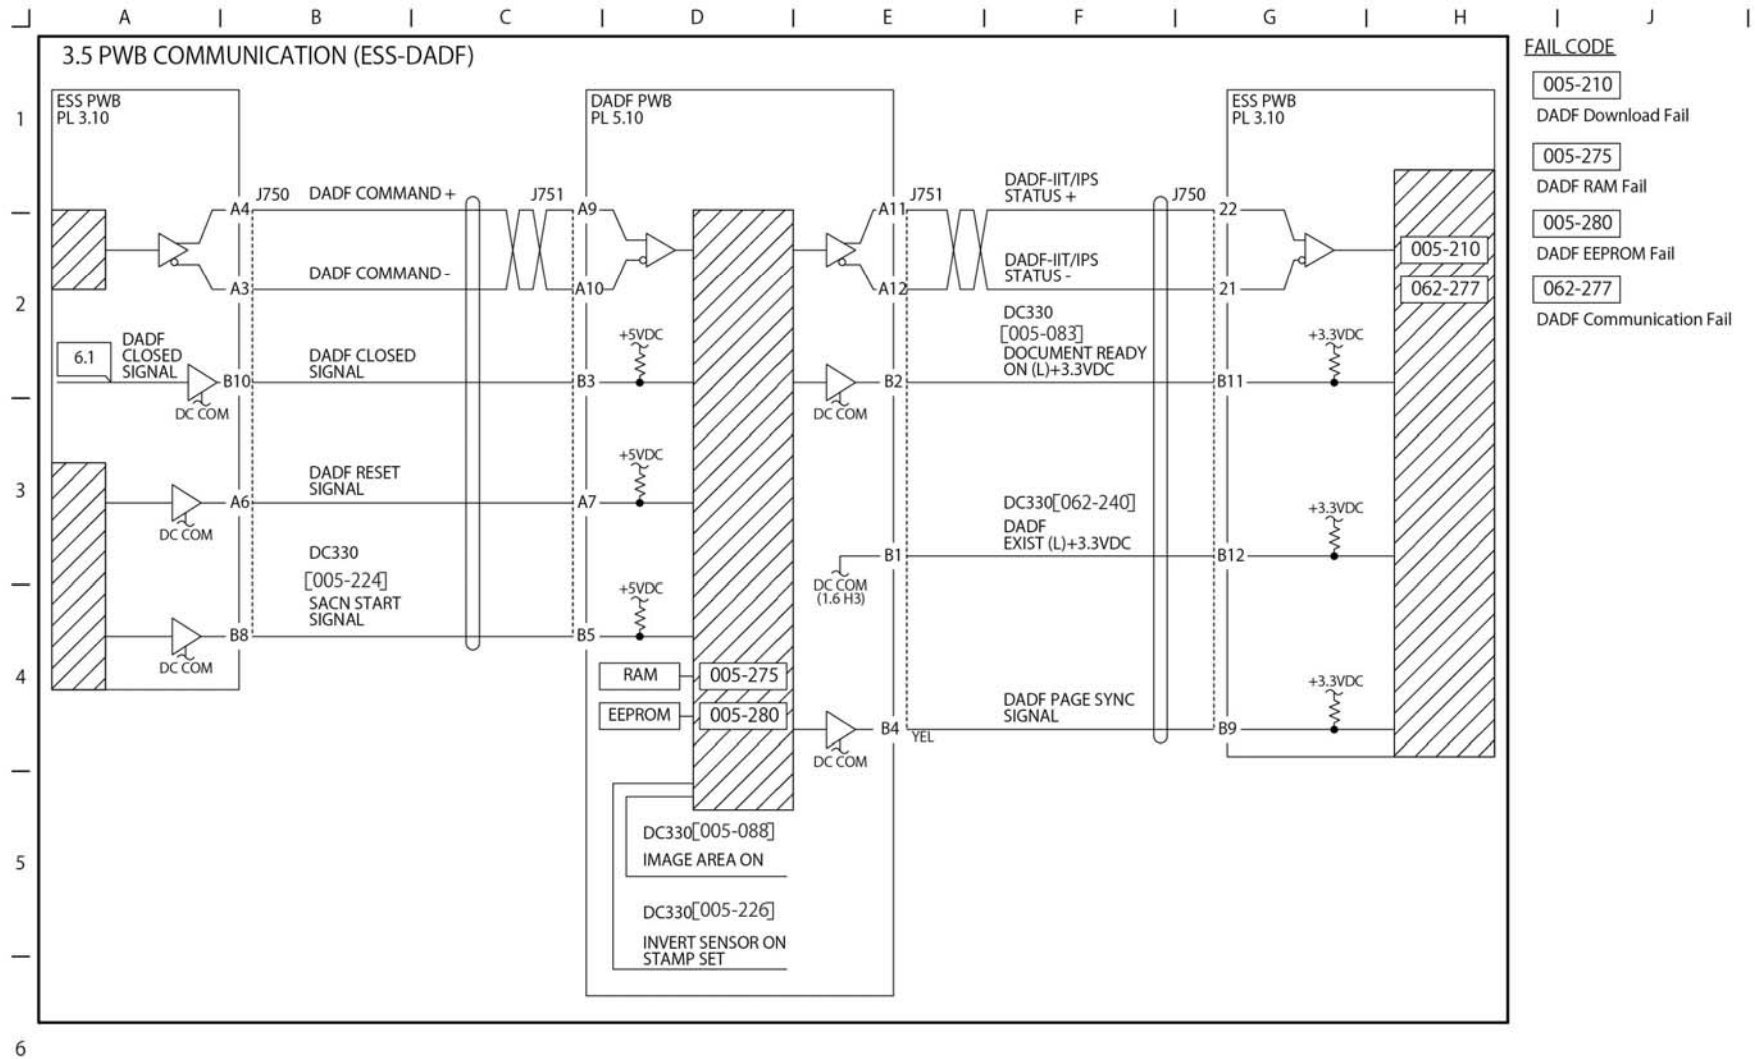 A B C D E F G H J
3.5 PWB COMMUNICATION (ESS-DADF)
FAIL CODE
005-210
DADF Download Fail
005-275
DADF RAM Fail
005-280
DADF EEPROM Fail
062-277
DADF Communication Fail
1
2
3
4
5
6
ESS PWB
PL 3.10
J750
A4
A3
DADF COMMAND +
DADF COMMAND -
J751
A9
A10
6.1
DADF
CLOSED
SIGNAL
DC COM
B10
DADF CLOSED
SIGNAL
B3
+5VDC
DC COM
A6
DADF RESET
SIGNAL
A7
+5VDC
DC330
[005-224]
SACN START
SIGNAL
DC COM
B8
B5
+5VDC
DADF PWB
PL 5.10
RAM
005-275
EEPROM
005-280
DC330[005-088]
IMAGE AREA ON
DC330[005-226]
INVERT SENSOR ON
STAMP SET
A11
A12
J751
DADF-IIT/IPS
STATUS +
DADF-IIT/IPS
STATUS -
J750
22
21
DC330
[005-083]
DOCUMENT READY
ON (L)+3.3VDC
DC COM
B2
B11
+3.3VDC
DC330[062-240]
DADF
EXIST (L)+3.3VDC
B1
DC COM
(1.6 H3)
B12
+3.3VDC
DADF PAGE SYNC
SIGNAL
B4
YEL
DC COM
B9
+3.3VDC
ESS PWB
PL 3.10
005-210
062-277